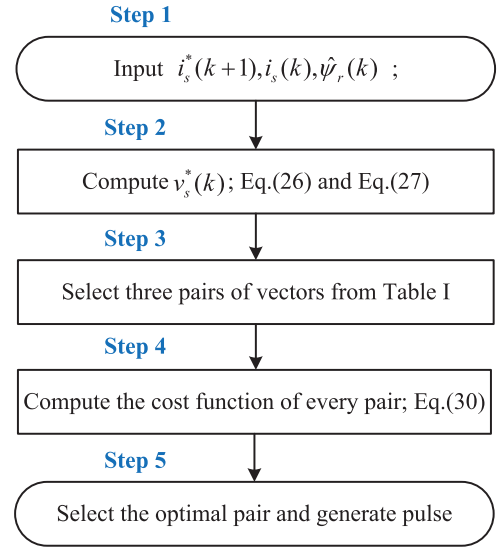 Step 1
Input $i_s^*(k+1), i_s(k), \hat{\psi}_r(k)$ ;
Step 2
Compute $v_s^*(k)$; Eq.(26) and Eq.(27)
Step 3
Select three pairs of vectors from Table I
Step 4
Compute the cost function of every pair; Eq.(30)
Step 5
Select the optimal pair and generate pulse